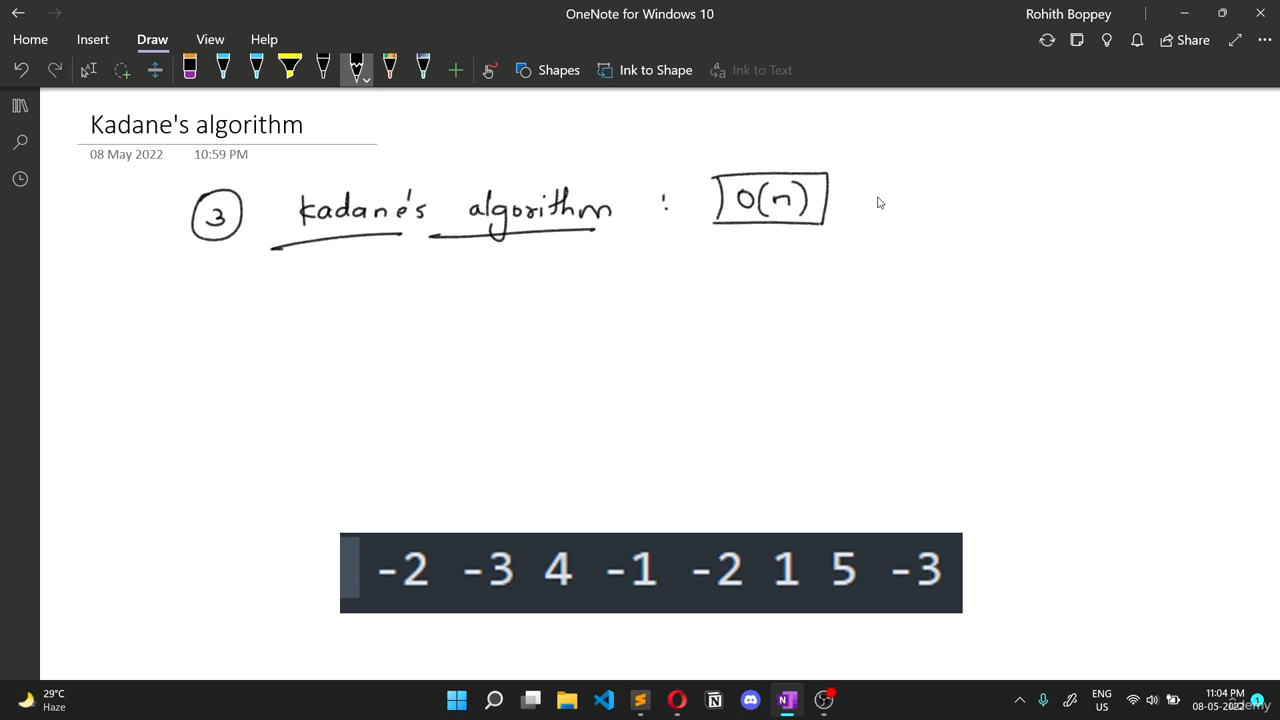 OneNote for Windows 10
Rohith Boppey
Home Insert Draw View Help
Share
Shapes Ink to Shape Ink to Text
Kadane's algorithm
08 May 2022 10:59 PM
3 Kadane's algorithm : O(n)
-2 -3 4 -1 -2 1 5 -3
29°C
Haze
ENG
US
11:04 PM
08-05-2022
1
Udemy